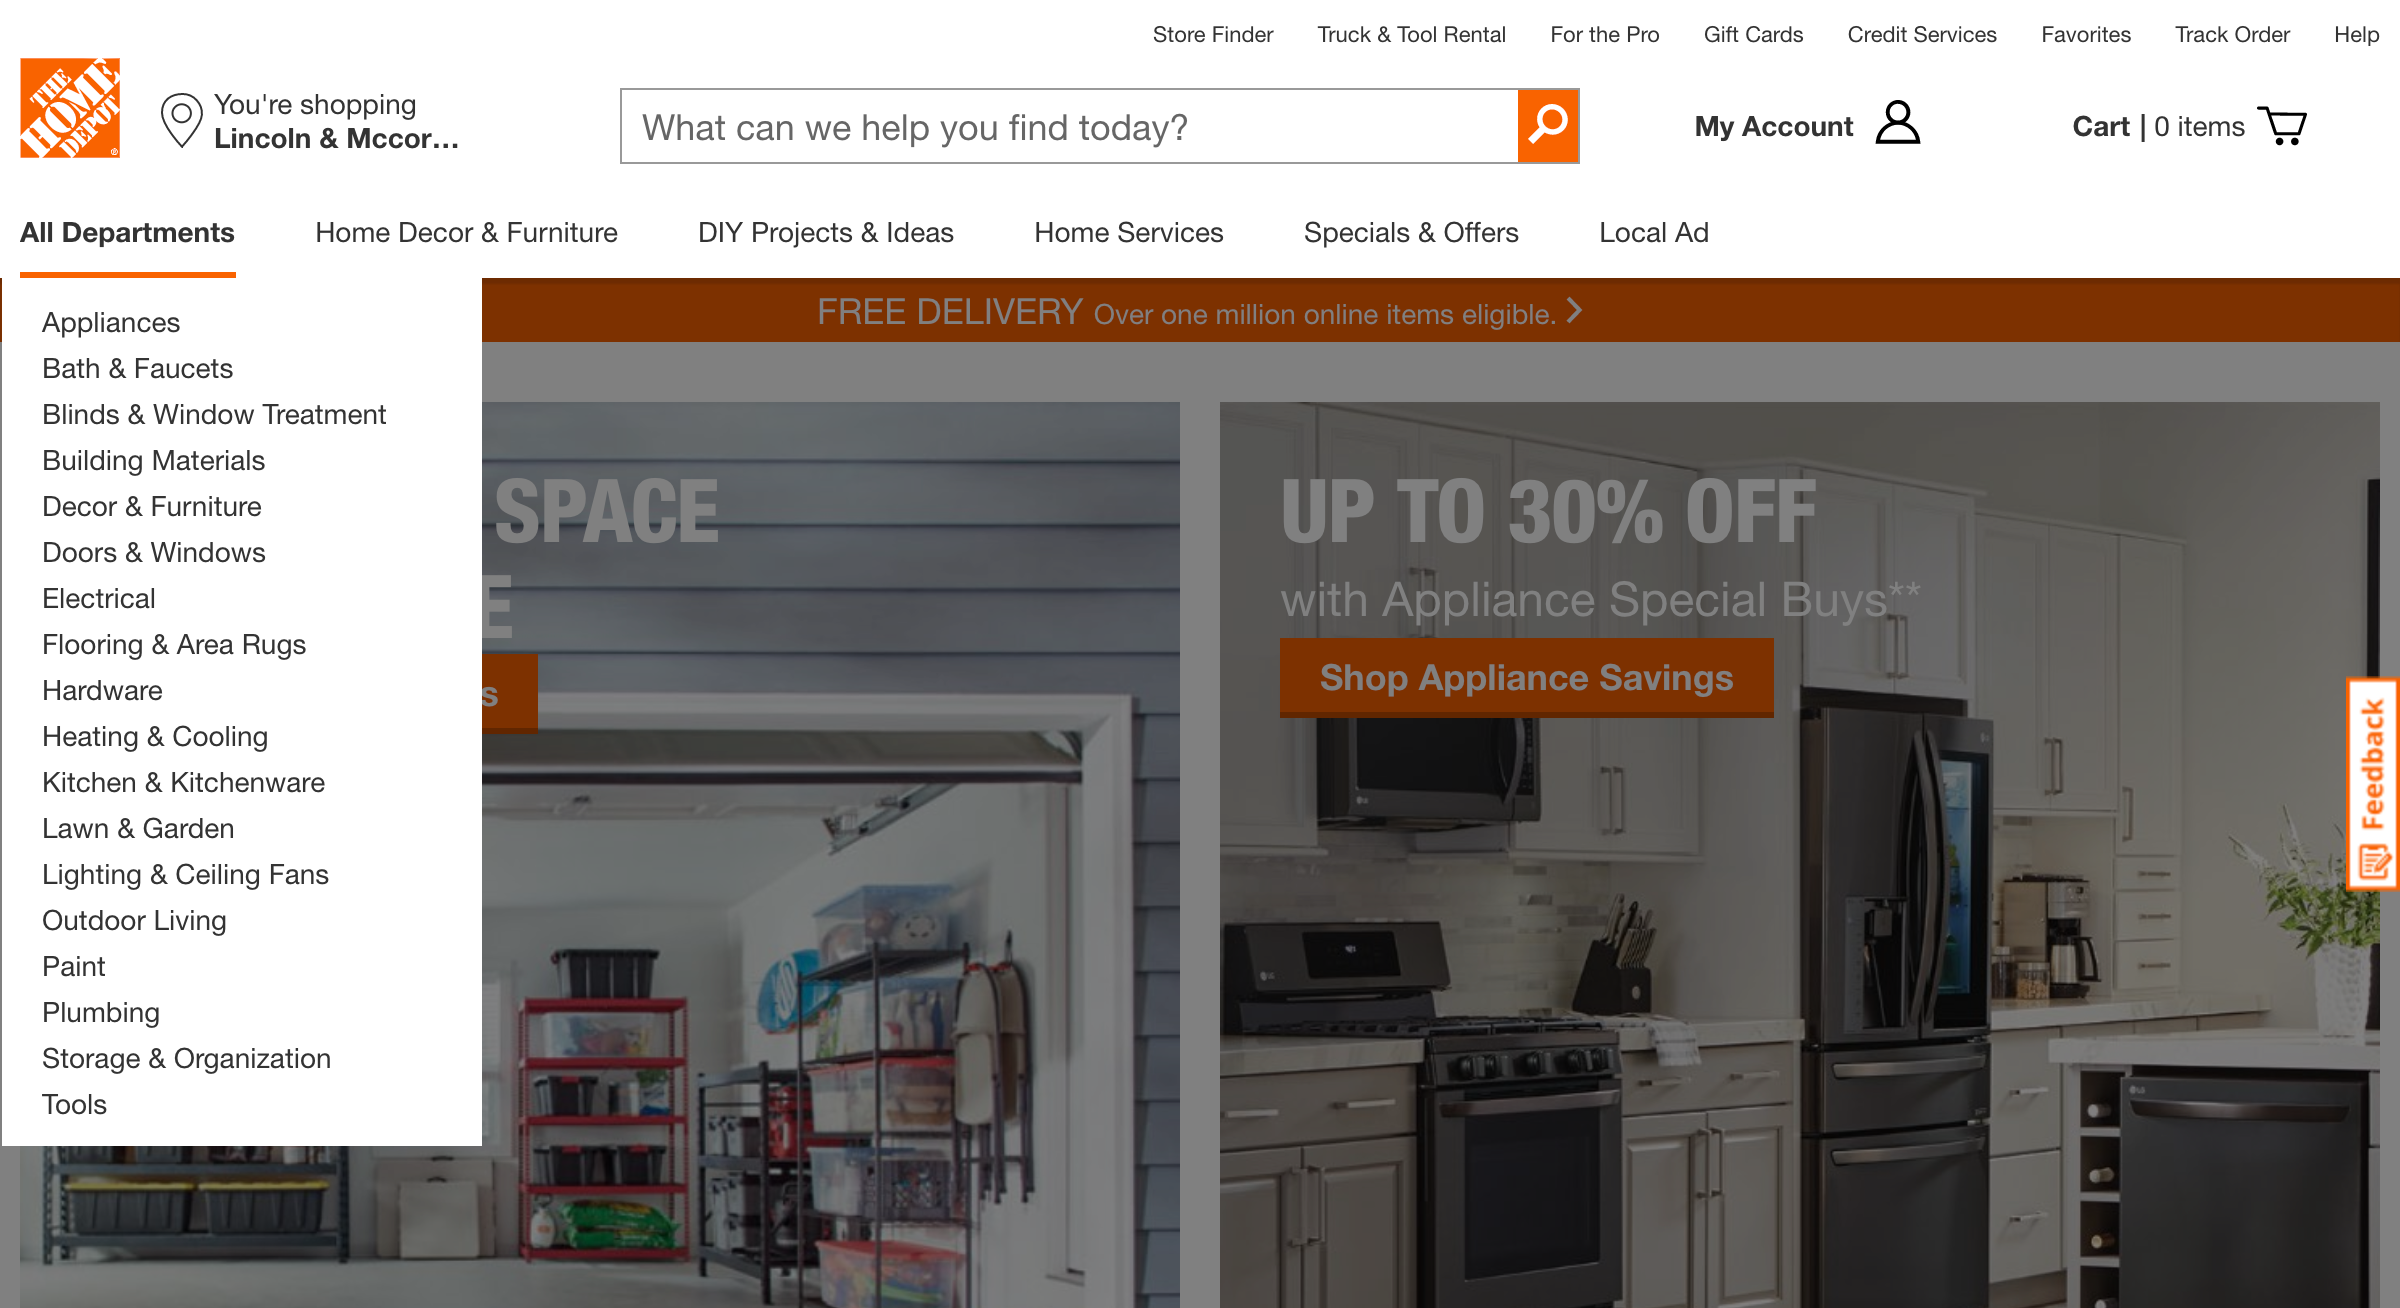 Store Finder Truck & Tool Rental For the Pro Gift Cards Credit Services Favorites Track Order Help
THE
HOME
DEPOT
®
You're shopping
Lincoln & Mccor...
What can we help you find today?
My Account
Cart | 0 items
All Departments Home Decor & Furniture DIY Projects & Ideas Home Services Specials & Offers Local Ad
FREE DELIVERY Over one million online items eligible.
Appliances
Bath & Faucets
Blinds & Window Treatment
Building Materials
Decor & Furniture
Doors & Windows
Electrical
Flooring & Area Rugs
Hardware
Heating & Cooling
Kitchen & Kitchenware
Lawn & Garden
Lighting & Ceiling Fans
Outdoor Living
Paint
Plumbing
Storage & Organization
Tools
SPACE
E
s
UP TO 30% OFF
with Appliance Special Buys**
Shop Appliance Savings
Feedback
LG
LG
LG
LG